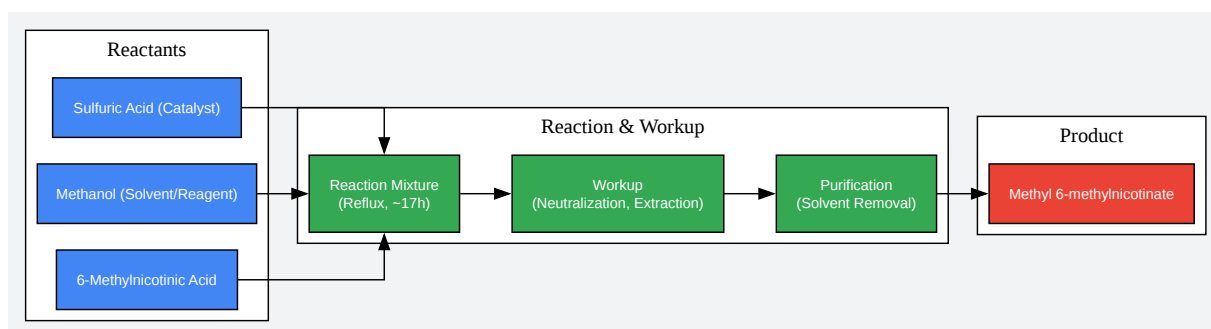 Reactants
Sulfuric Acid (Catalyst)
Methanol (Solvent/Reagent)
6-Methylnicotinic Acid
Reaction & Workup
Reaction Mixture
(Reflux, ~17h)
Workup
(Neutralization, Extraction)
Purification
(Solvent Removal)
Product
Methyl 6-methylnicotinate